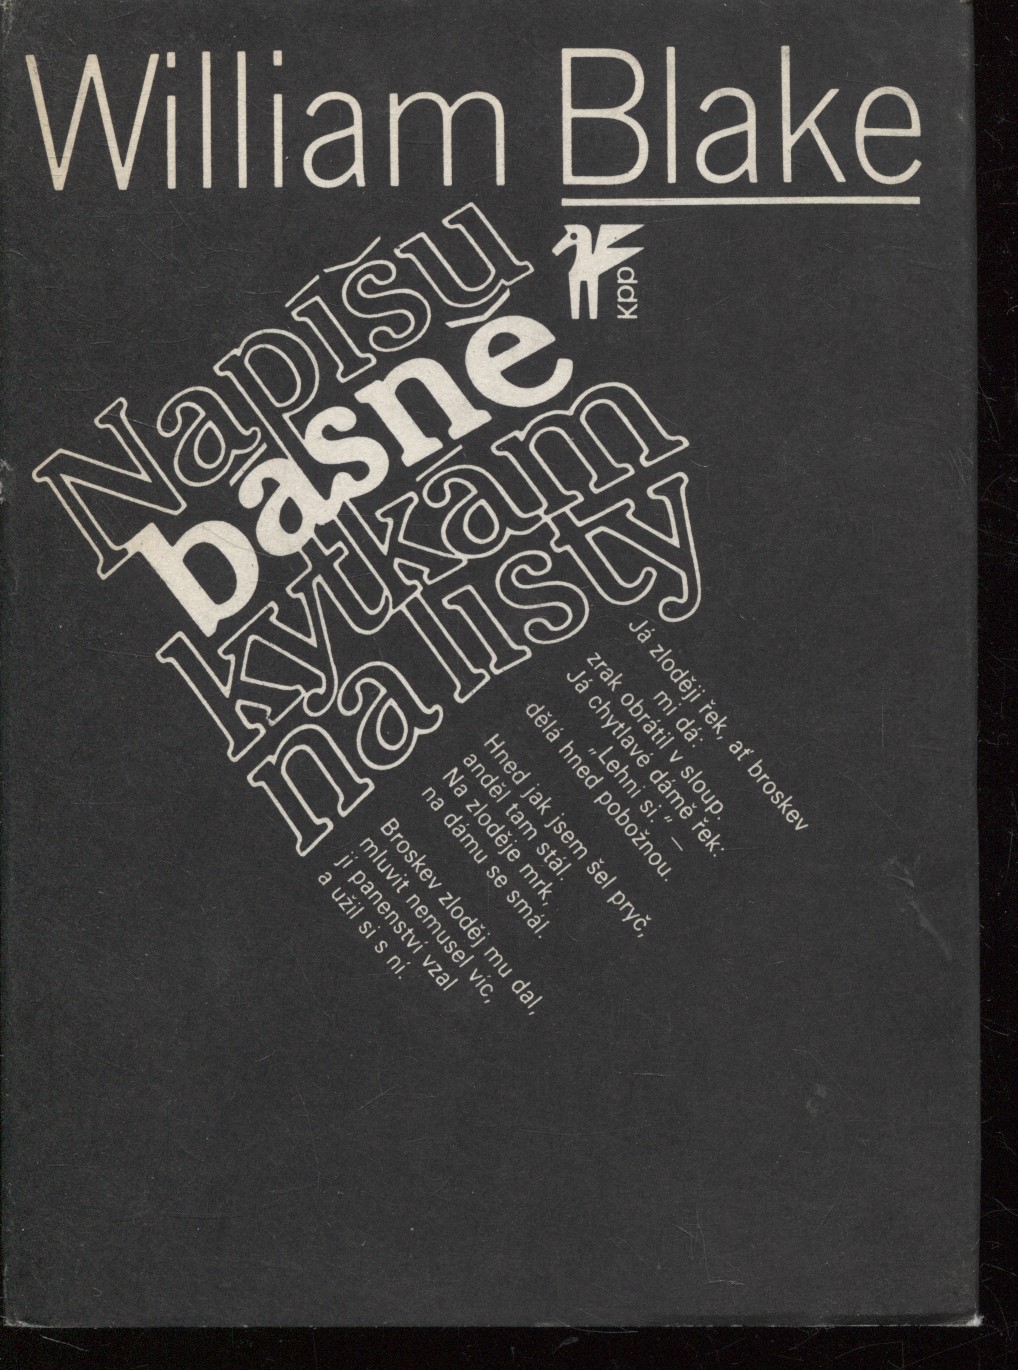 William Blake
kpp
Napíšu
básně
kytkám
na listy
Já zloději řek, ať broskev
mi dá:
zrak obrátil v sloup.
Já chytlavé dámě řek:
„Lehni si.“ –
dělá hned pobožnou.
Hned jak jsem šel pryč,
anděl tam stál.
Na zloděje mrk,
na dámu se smál.
Broskev zloděj mu dal,
mluvit nemusel víc,
jí panenství vzal
a užil si s ní.